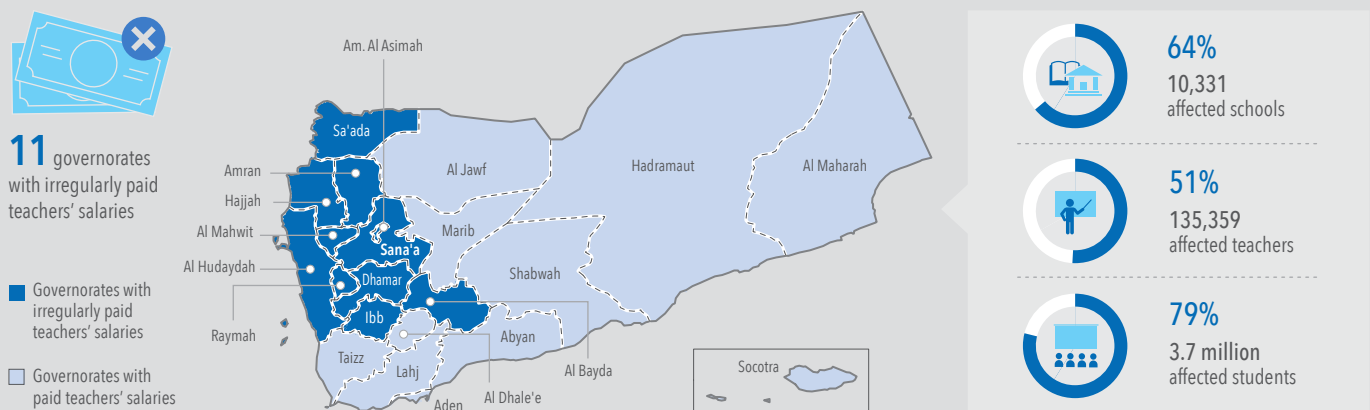 11 governorates
with irregularly paid
teachers' salaries
Governorates with
irregularly paid
teachers' salaries
Governorates with
paid teachers' salaries
Am. Al Asimah
Sa'ada
Amran
Hajjah
Al Mahwit
Al Hudaydah
Raymah
Al Jawf
Hadramaut
Al Maharah
Marib
Sana'a
Dhamar
Shabwah
Ibb
Abyan
Taizz
Lahj
Al Bayda
Al Dhale'e
Aden
Socotra
64%
10,331
affected schools
51%
135,359
affected teachers
79%
3.7 million
affected students